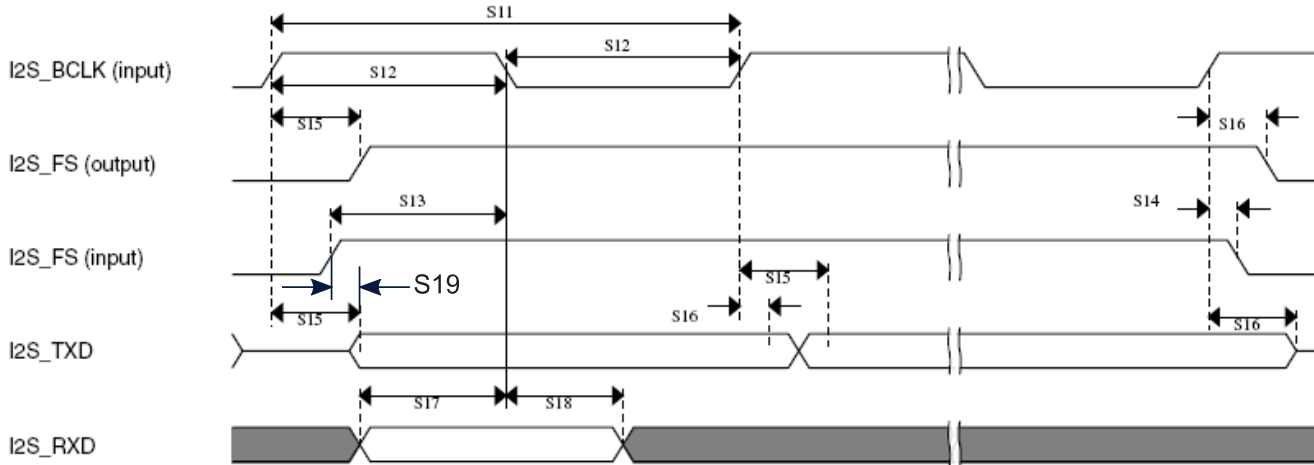 S11
I2S_BCLK (input)
S12
S12
S15
S16
I2S_FS (output)
S13
S14
I2S_FS (input)
S15
S19
S15
S16
S16
I2S_TXD
S17
S18
I2S_RXD